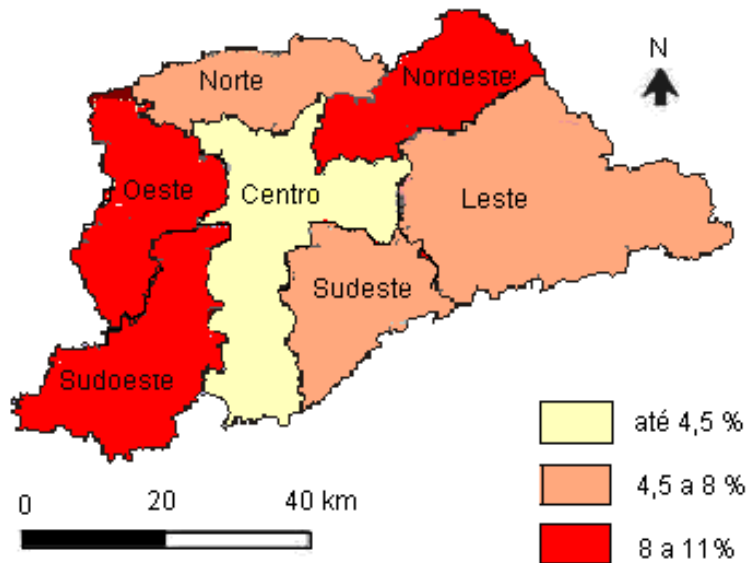 Norte
Nordeste
N
Oeste
Centro
Leste
Sudeste
Sudoeste
até 4,5 %
4,5 a 8 %
8 a 11%
0 20 40 km